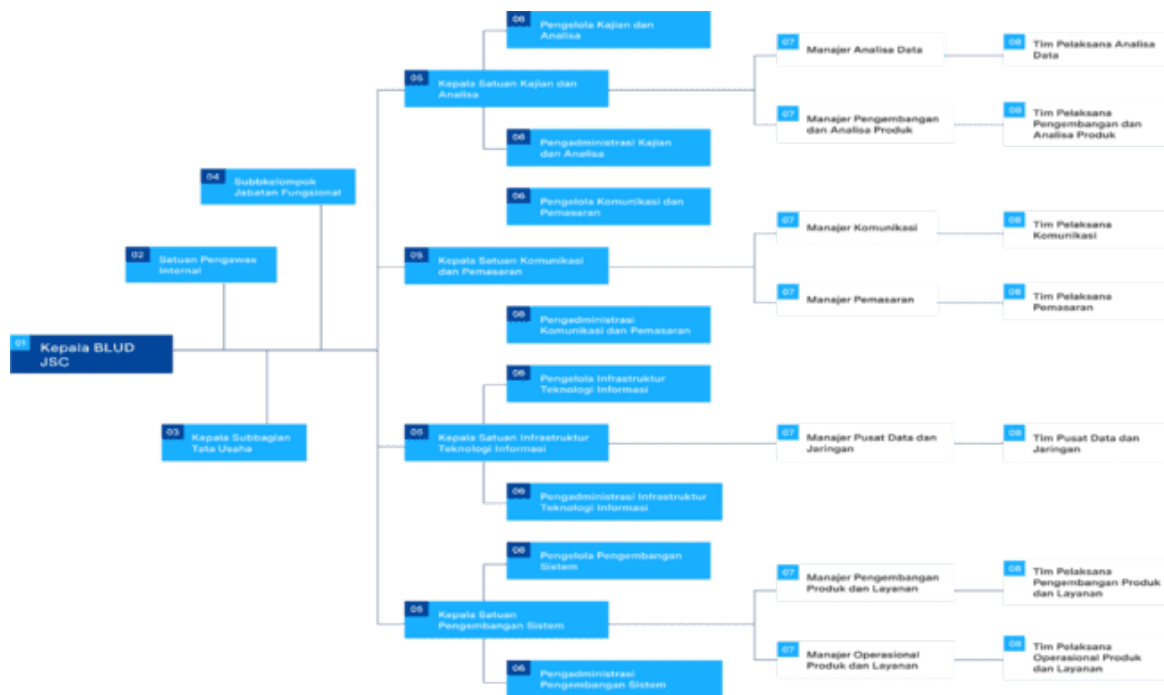 01 Kepala BLUD
JSC
02 Satuan Pengawas
Internal
03 Kepala Subbagian
Tata Usaha
04 Subbkelompok
Jabatan Fungsional
05 Kepala Satuan Kajian dan
Analisa
06 Pengelola Kajian dan
Analisa
06 Pengadministrasi Kajian
dan Analisa
07 Manajer Analisa Data
08 Tim Pelaksana Analisa
Data
07 Manajer Pengembangan
dan Analisa Produk
08 Tim Pelaksana
Pengembangan dan
Analisa Produk
06 Pengelola Komunikasi dan
Pemasaran
05 Kepala Satuan Komunikasi
dan Pemasaran
06 Pengadministrasi
Komunikasi dan Pemasaran
07 Manajer Komunikasi
08 Tim Pelaksana
Komunikasi
07 Manajer Pemasaran
08 Tim Pelaksana
Pemasaran
06 Pengelola Infrastruktur
Teknologi Informasi
05 Kepala Satuan Infrastruktur
Teknologi Informasi
06 Pengadministrasi Infrastruktur
Teknologi Informasi
07 Manajer Pusat Data dan
Jaringan
08 Tim Pusat Data dan
Jaringan
06 Pengelola Pengembangan
Sistem
05 Kepala Satuan
Pengembangan Sistem
06 Pengadministrasi
Pengembangan Sistem
07 Manajer Pengembangan
Produk dan Layanan
08 Tim Pelaksana
Pengembangan Produk
dan Layanan
07 Manajer Operasional
Produk dan Layanan
08 Tim Pelaksana
Operasional Produk
dan Layanan